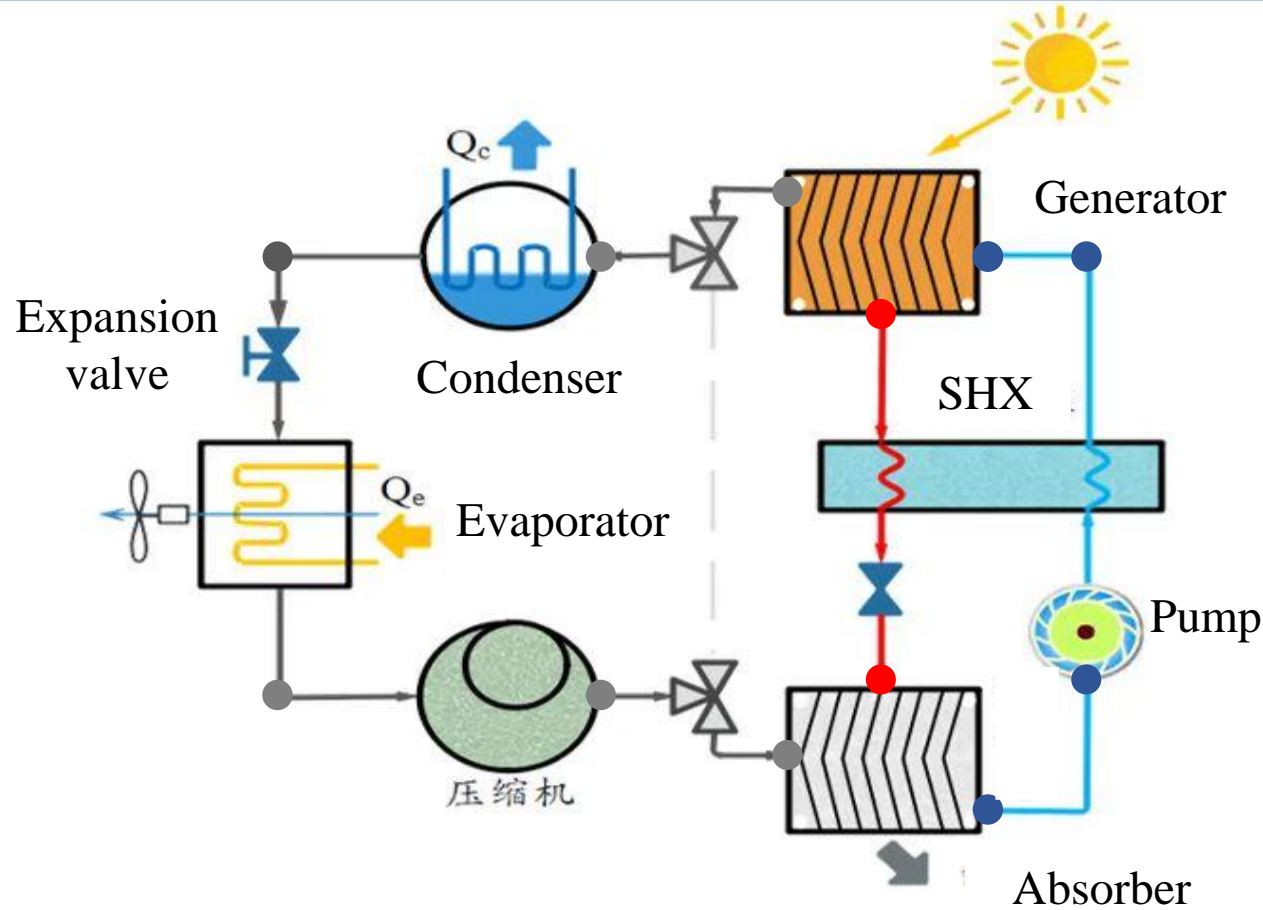 Qc
Generator
Expansion
valve
Condenser
SHX
Qe
Evaporator
Pump
压缩机
Absorber